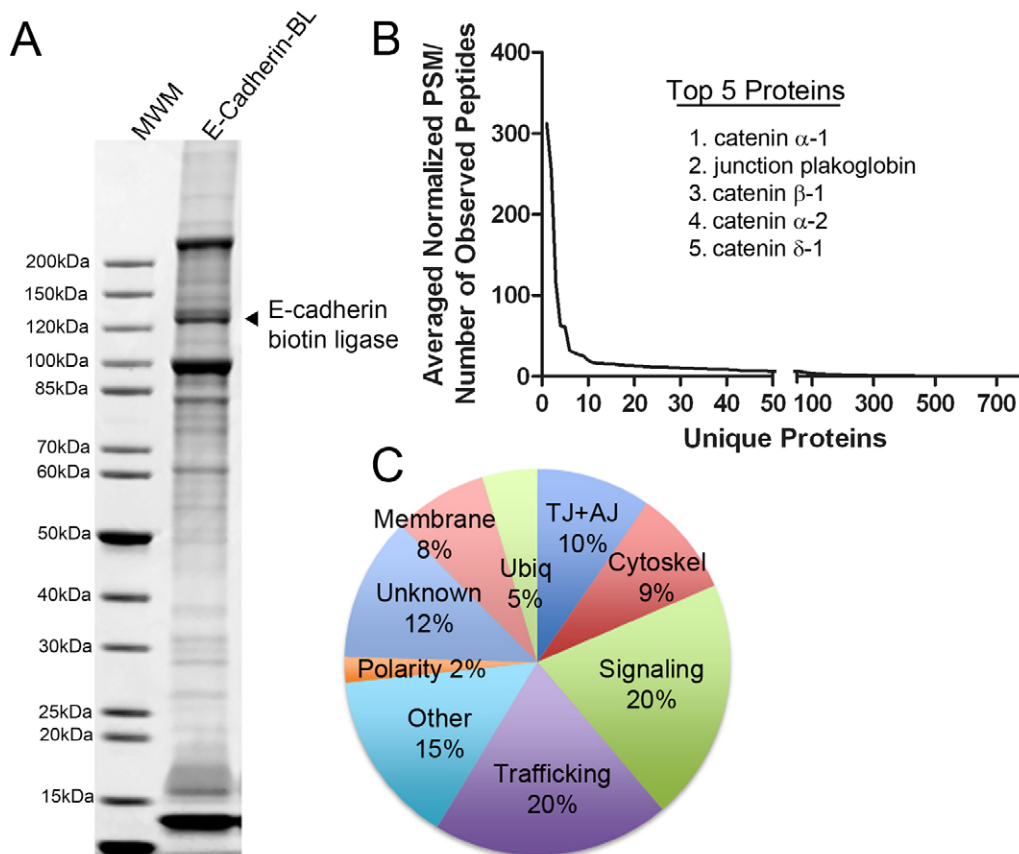 A
MWM
E-Cadherin-BL
200kDa
150kDa
120kDa
100kDa
85kDa
70kDa
60kDa
50kDa
40kDa
30kDa
25kDa
20kDa
15kDa
E-cadherin
biotin ligase
B
Averaged Normalized PSM/
Number of Observed Peptides
400
300
200
100
0
0 10 20 30 40 50 100 300 500 700
Unique Proteins
Top 5 Proteins
1. catenin α-1
2. junction plakoglobin
3. catenin β-1
4. catenin α-2
5. catenin δ-1
C
TJ+AJ
10%
Cytoskel
9%
Signaling
20%
Trafficking
20%
Other
15%
Polarity 2%
Unknown
12%
Membrane
8%
Ubiq
5%